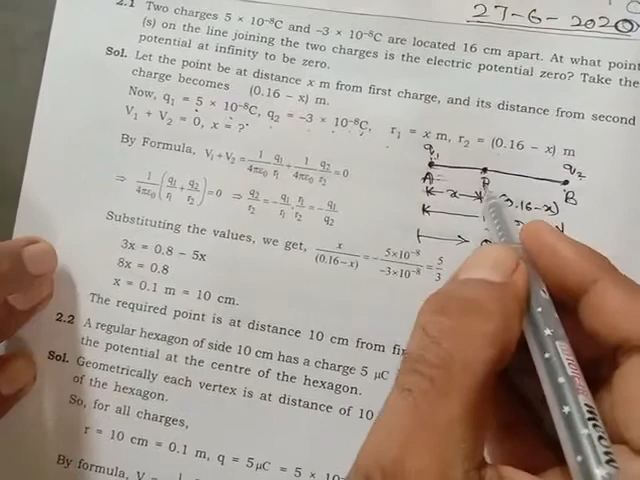 27-6-2020
2.1 Two charges 5 × 10⁻⁸C and –3 × 10⁻⁸C are located 16 cm apart. At what point
(s) on the line joining the two charges is the electric potential zero? Take the
potential at infinity to be zero.
Sol. Let the point be at distance x m from first charge, and its distance from second
charge becomes (0.16 – x) m.
Now, q₁ = 5 × 10⁻⁸C, q₂ = –3 × 10⁻⁸C, r₁ = x m, r₂ = (0.16 – x) m
V₁ + V₂ = 0, x = ?
By Formula, V₁+V₂ = 1/4πε₀ q₁/r₁ + 1/4πε₀ q₂/r₂ = 0
⇒ 1/4πε₀ (q₁/r₁ + q₂/r₂) = 0 ⇒ q₂/r₂ = – q₁/r₁, r₁/r₂ = – q₁/q₂
q₁ q₂
A P B
x (0.16-x)
Substituting the values, we get, x/(0.16–x) = – 5×10⁻⁸/–3×10⁻⁸ = 5/3
3x = 0.8 – 5x
8x = 0.8
x = 0.1 m = 10 cm.
The required point is at distance 10 cm from
2.2 A regular hexagon of side 10 cm has a charge 5 μC
the potential at the centre of the hexagon.
Sol. Geometrically each vertex is at distance of 10
of the hexagon.
So, for all charges,
r = 10 cm = 0.1 m, q = 5 μC = 5 × 10
By formula, V =